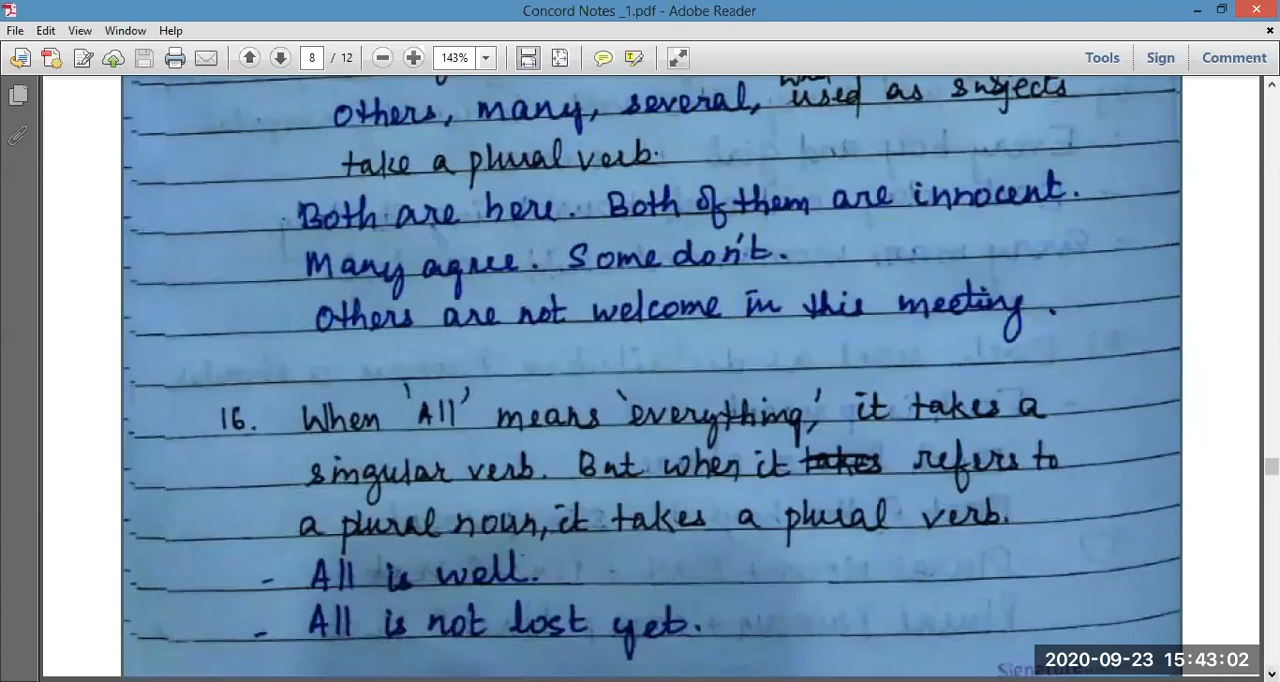 Concord Notes _1.pdf - Adobe Reader
File Edit View Window Help
8 / 12 143% Tools Sign Comment
others, many, several, when used as subjects
take a plural verb.
Both are here. Both of them are innocent.
Many agree. Some don't.
Others are not welcome in this meeting.
16. When 'All' means 'everything,' it takes a
singular verb. But when it takes refers to
a plural noun, it takes a plural verb.
- All is well.
- All is not lost yet.
2020-09-23 15:43:02